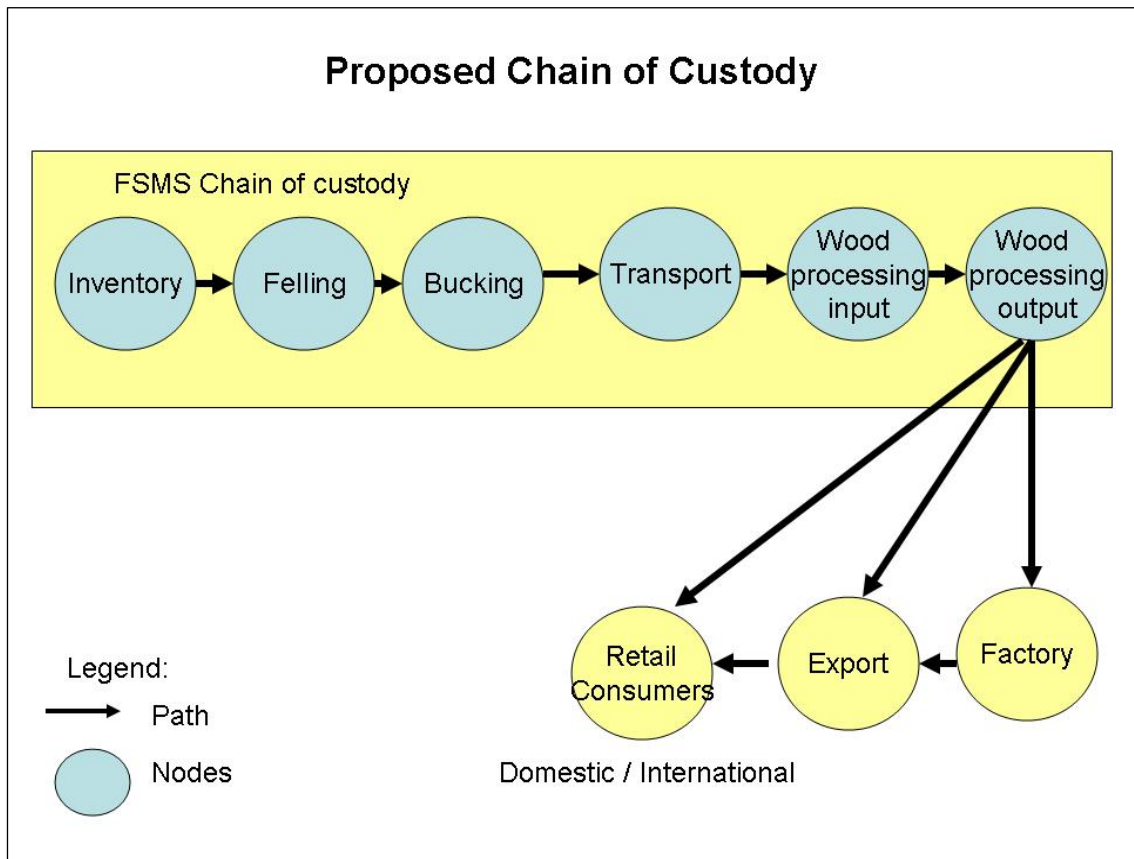 Proposed Chain of Custody
FSMS Chain of custody
Inventory
Felling
Bucking
Transport
Wood
processing
input
Wood
processing
output
Retail
Consumers
Export
Factory
Legend:
Path
Nodes
Domestic / International